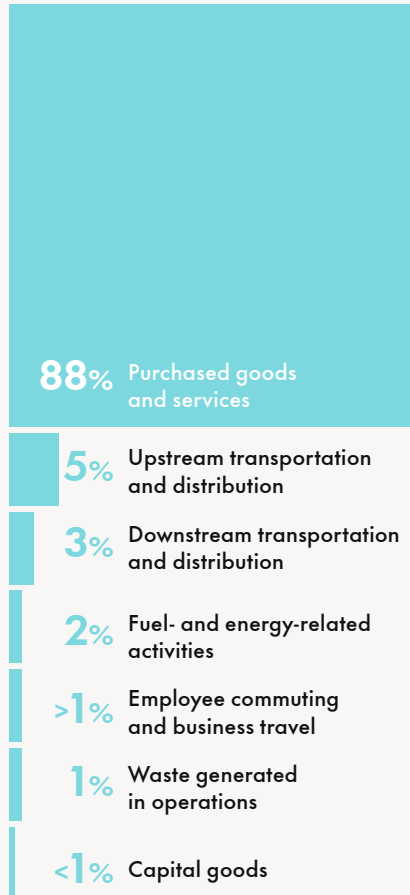 88% Purchased goods
and services
5% Upstream transportation
and distribution
3% Downstream transportation
and distribution
2% Fuel- and energy-related
activities
>1% Employee commuting
and business travel
1% Waste generated
in operations
<1% Capital goods